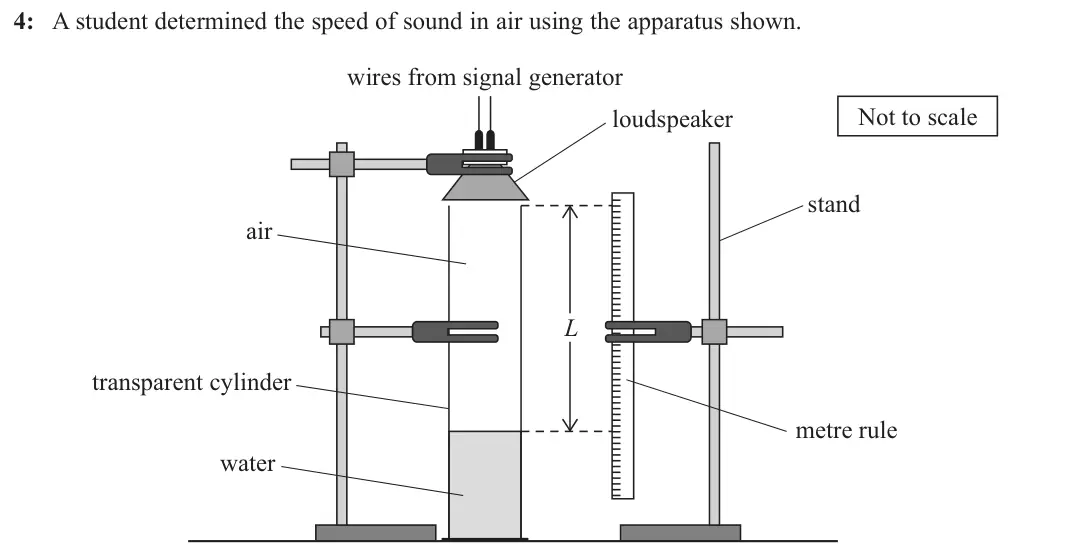 4: A student determined the speed of sound in air using the apparatus shown.
wires from signal generator
loudspeaker
Not to scale
stand
air
L
transparent cylinder
metre rule
water